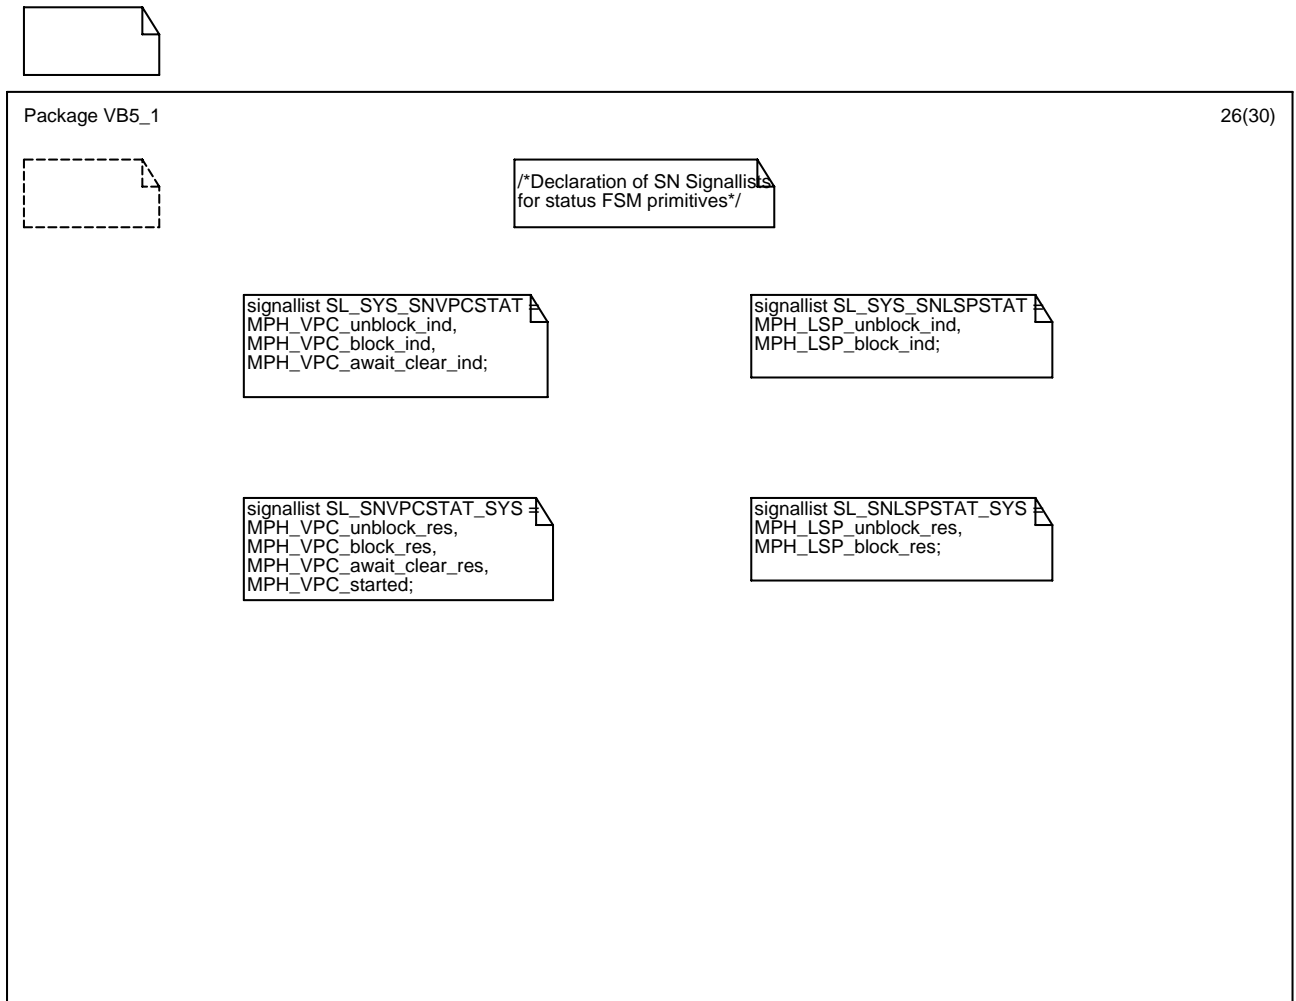 Package VB5_1
26(30)
/*Declaration of SN Signallists
for status FSM primitives*/
signallist SL_SYS_SNVPCSTAT =
MPH_VPC_unblock_ind,
MPH_VPC_block_ind,
MPH_VPC_await_clear_ind;
signallist SL_SYS_SNLSPSTAT =
MPH_LSP_unblock_ind,
MPH_LSP_block_ind;
signallist SL_SNVPCSTAT_SYS =
MPH_VPC_unblock_res,
MPH_VPC_block_res,
MPH_VPC_await_clear_res,
MPH_VPC_started;
signallist SL_SNLSPSTAT_SYS =
MPH_LSP_unblock_res,
MPH_LSP_block_res;